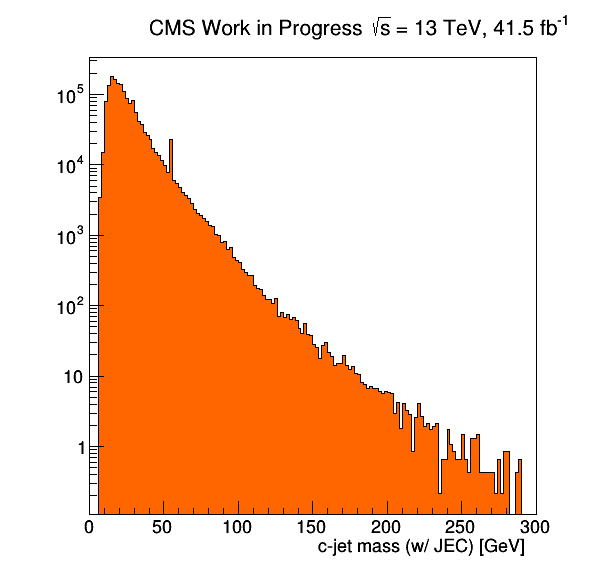 CMS Work in Progress √s = 13 TeV, 41.5 fb⁻¹
10⁵
10⁴
10³
10²
10
1
0 50 100 150 200 250 300
c-jet mass (w/ JEC) [GeV]